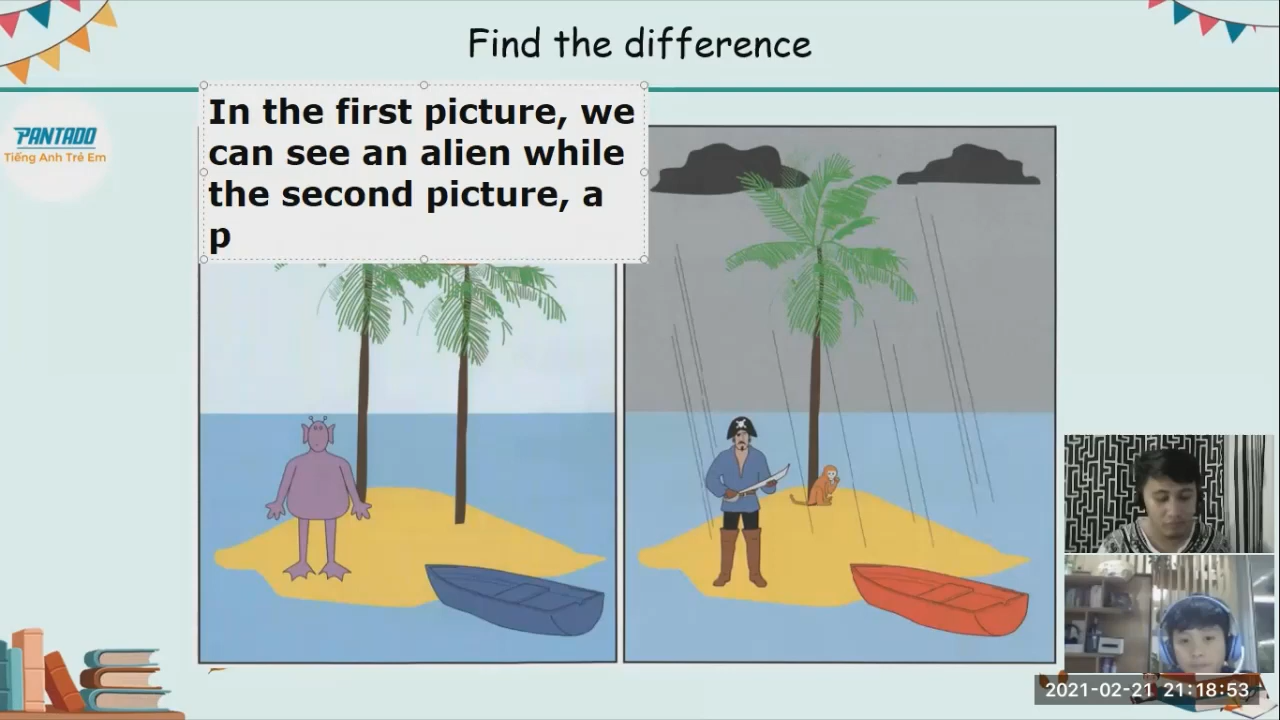 Find the difference
In the first picture, we
can see an alien while
the second picture, a
p
PANTADO
Tiếng Anh Trẻ Em
2021-02-21 21:18:53